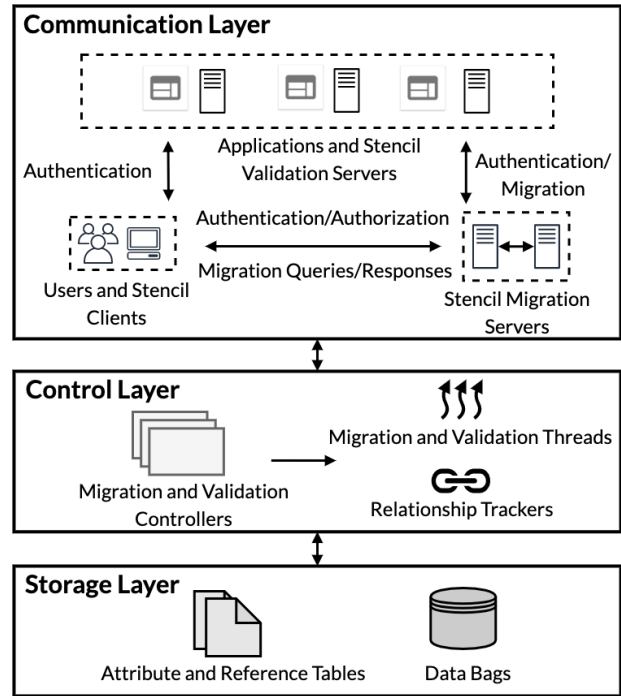 Communication Layer
Applications and Stencil
Validation Servers
Authentication
Authentication/
Migration
Authentication/Authorization
Migration Queries/Responses
Users and Stencil
Clients
Stencil Migration
Servers
Control Layer
Migration and Validation Threads
Migration and Validation
Controllers
Relationship Trackers
Storage Layer
Attribute and Reference Tables
Data Bags